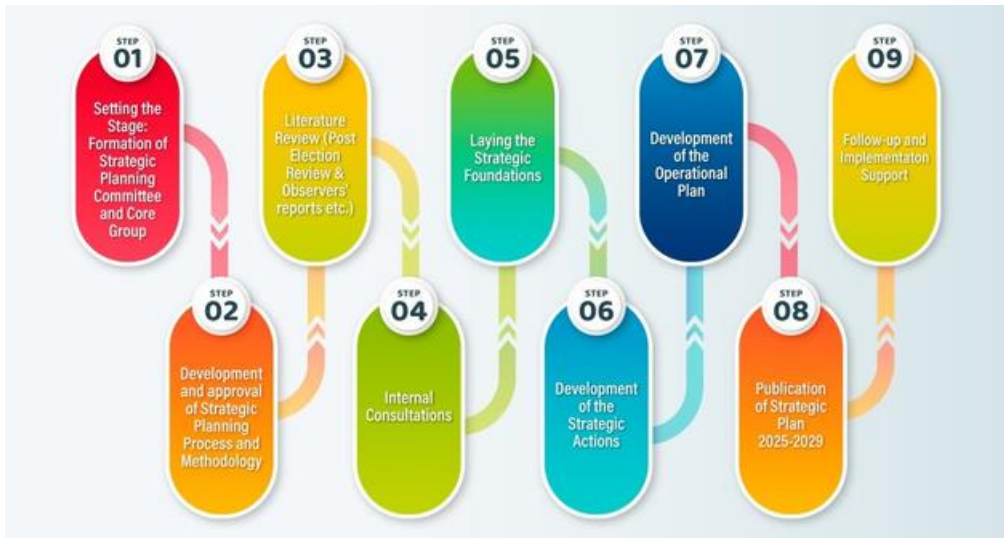 STEP
01
Setting the
Stage:
Formation of
Strategic
Planning
Committee
and Core
Group
STEP
02
Development
and approval
of Strategic
Planning
Process and
Methodology
STEP
03
Literature
Review (Post
Election
Review &
Observers'
reports etc.)
STEP
04
Internal
Consultations
STEP
05
Laying the
Strategic
Foundations
STEP
06
Development
of the
Strategic
Actions
STEP
07
Development
of the
Operational
Plan
STEP
08
Publication
of Strategic
Plan
2025-2029
STEP
09
Follow-up and
Implementaton
Support